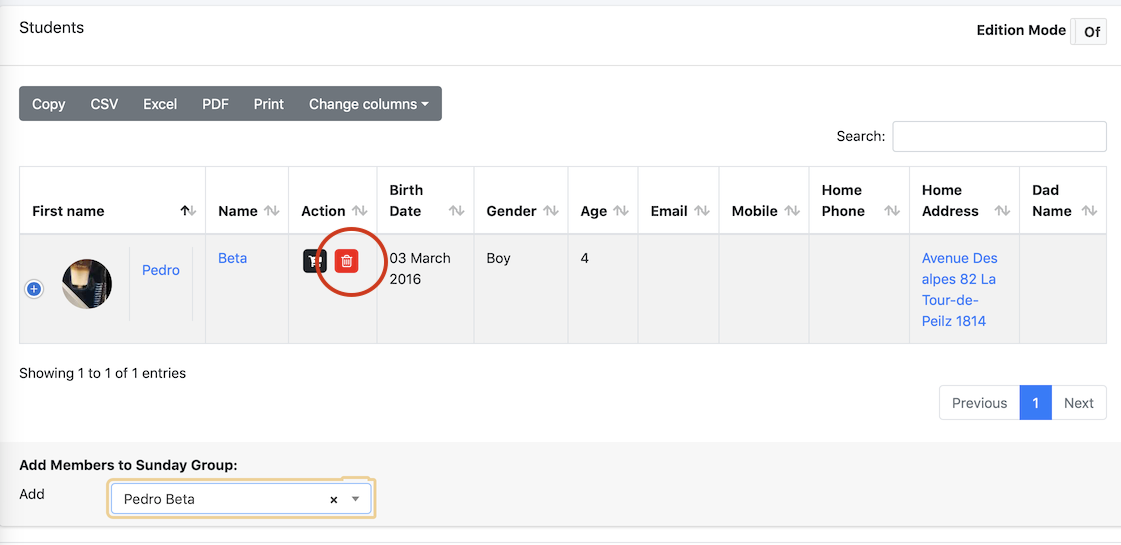 Students
Edition Mode Of
Copy CSV Excel PDF Print Change columns
Search:
First name Name Action Birth Date Gender Age Email Mobile Home Phone Home Address Dad Name
Pedro Beta 03 March 2016 Boy 4 Avenue Des alpes 82 La Tour-de-Peilz 1814
Showing 1 to 1 of 1 entries
Previous 1 Next
Add Members to Sunday Group:
Add Pedro Beta ×